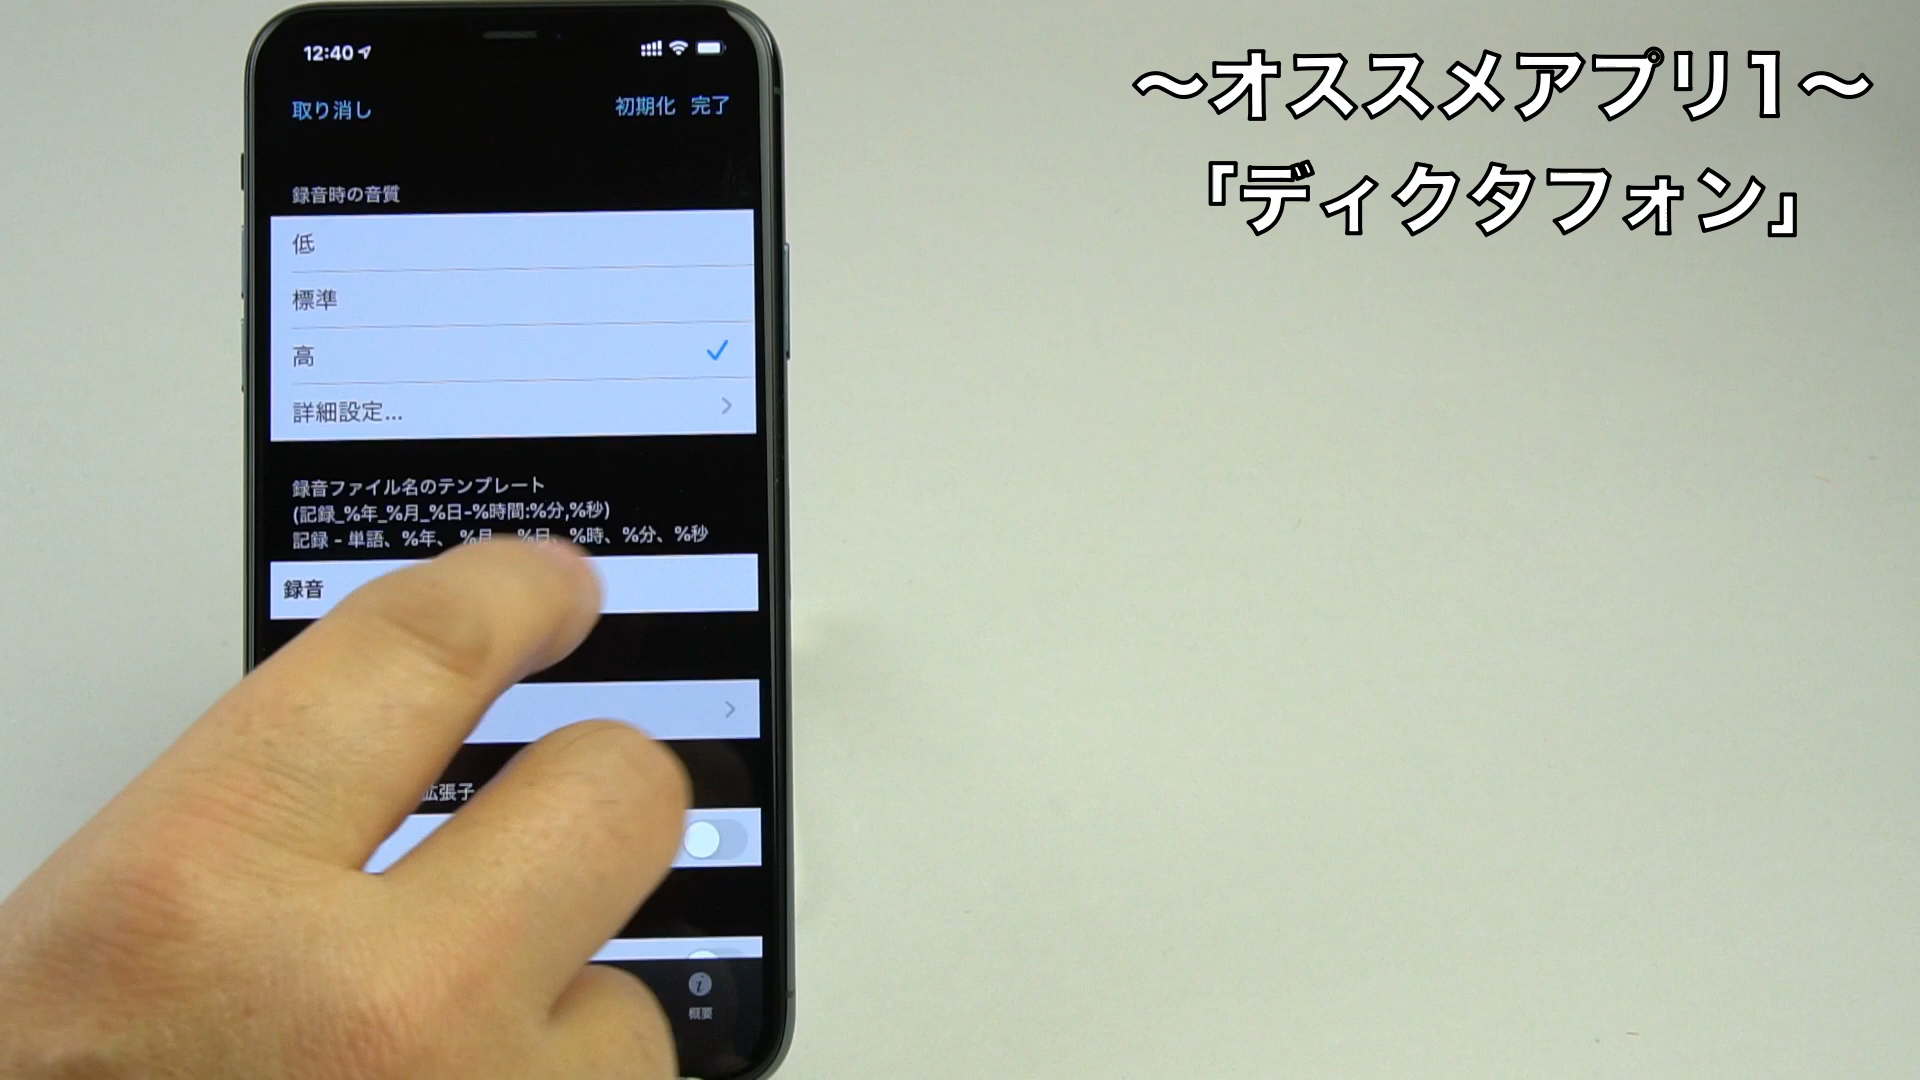 12:40
取り消し 初期化 完了
録音時の音質
低
標準
高
詳細設定...
録音ファイル名のテンプレート
(記録_%年_%月_%日-%時間:%分,%秒)
記録 - 単語、%年、 %月、 %日、%時、%分、%秒
録音
拡張子
概要
～オススメアプリ1～
「ディクタフォン」